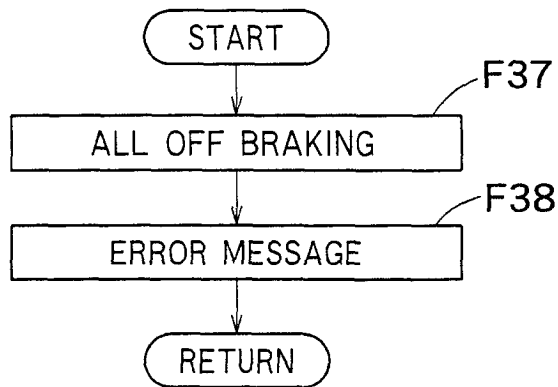 START
F37
ALL OFF BRAKING
F38
ERROR MESSAGE
RETURN